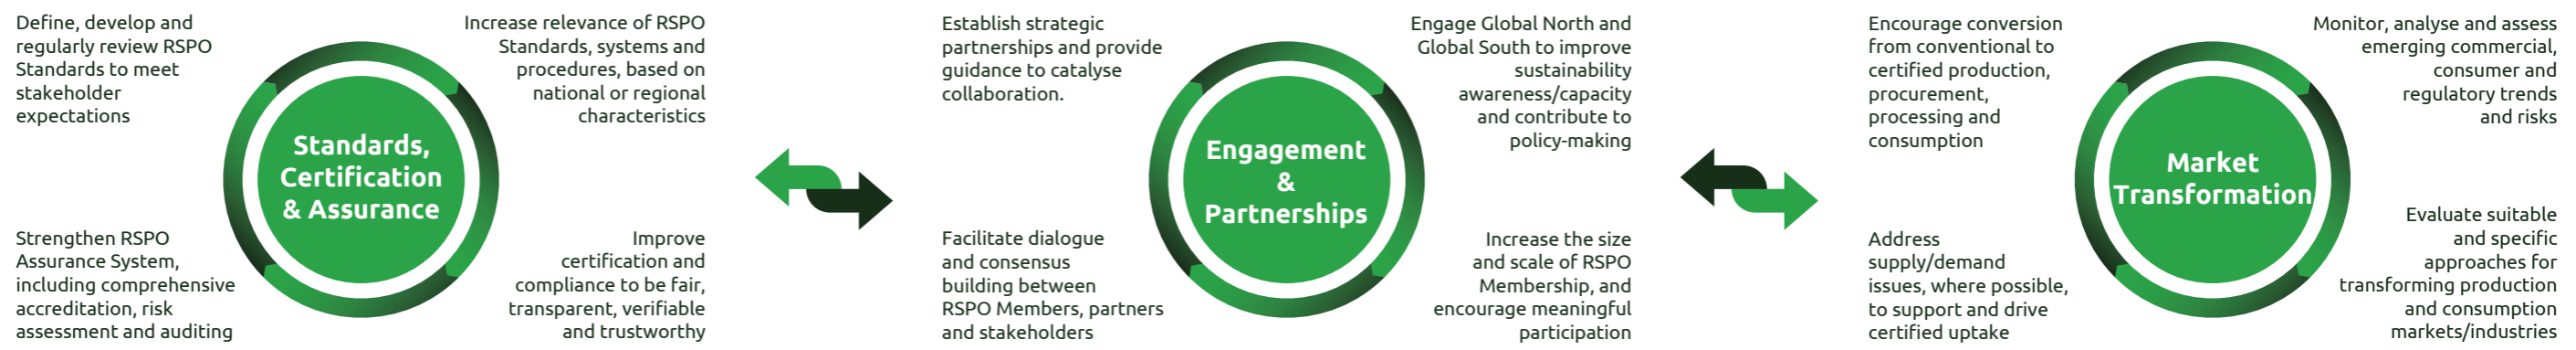 Define, develop and
regularly review RSPO
Standards to meet
stakeholder
expectations
Increase relevance of RSPO
Standards, systems and
procedures, based on
national or regional
characteristics
Standards,
Certification
& Assurance
Strengthen RSPO
Assurance System,
including comprehensive
accreditation, risk
assessment and auditing
Improve
certification and
compliance to be fair,
transparent, verifiable
and trustworthy
Establish strategic
partnerships and provide
guidance to catalyse
collaboration.
Engage Global North and
Global South to improve
sustainability
awareness/capacity
and contribute to
policy-making
Engagement
&
Partnerships
Facilitate dialogue
and consensus
building between
RSPO Members, partners
and stakeholders
Increase the size
and scale of RSPO
Membership, and
encourage meaningful
participation
Encourage conversion
from conventional to
certified production,
procurement,
processing and
consumption
Monitor, analyse and assess
emerging commercial,
consumer and
regulatory trends
and risks
Market
Transformation
Address
supply/demand
issues, where possible,
to support and drive
certified uptake
Evaluate suitable
and specific
approaches for
transforming production
and consumption
markets/industries